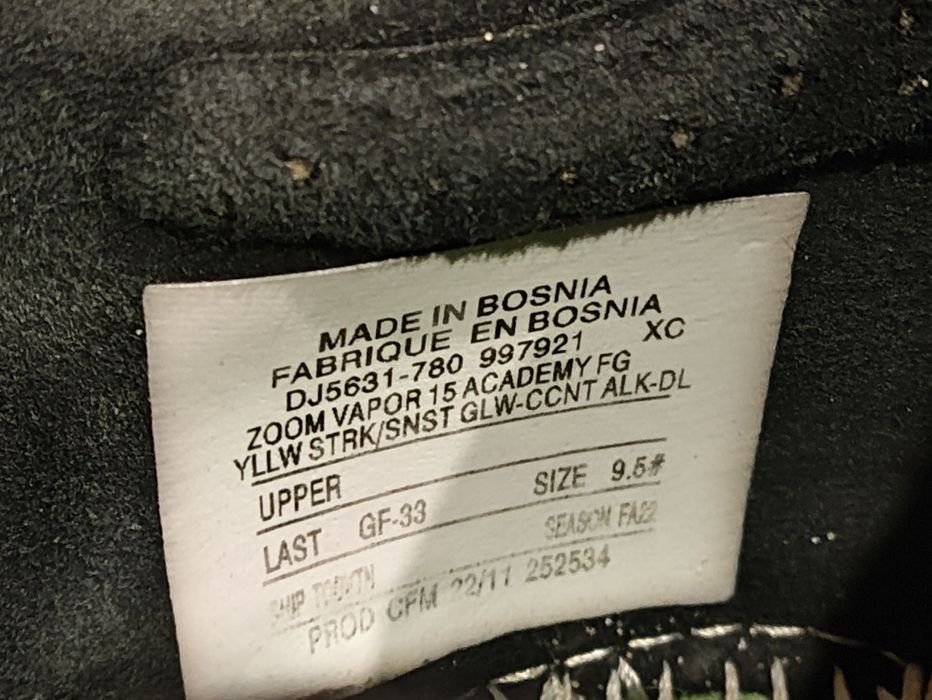 MADE IN BOSNIA
FABRIQUE EN BOSNIA
DJ5631-780 997921 XC
ZOOM VAPOR 15 ACADEMY FG
YLLW STRK/SNST GLW-CCNT ALK-DL
UPPER
SIZE 9.5#
LAST GF-33
SEASON FA22
SHIP
PROD CFM 22/11 252534